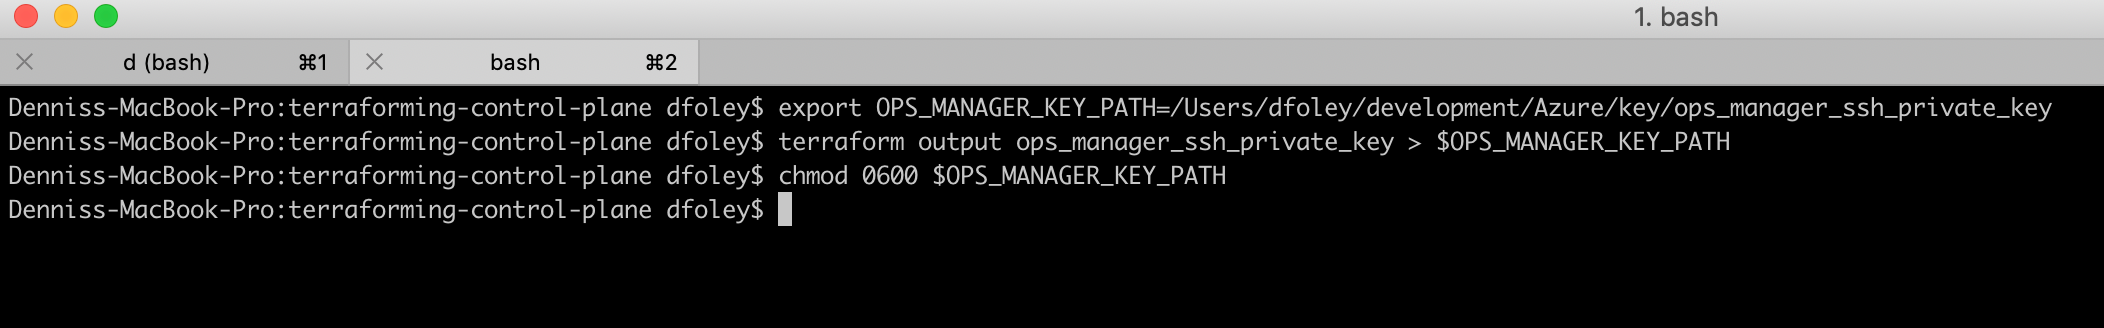 1. bash
d (bash) ⌘1 bash ⌘2
Denniss-MacBook-Pro:terraforming-control-plane dfoley$ export OPS_MANAGER_KEY_PATH=/Users/dfoley/development/Azure/key/ops_manager_ssh_private_key
Denniss-MacBook-Pro:terraforming-control-plane dfoley$ terraform output ops_manager_ssh_private_key > $OPS_MANAGER_KEY_PATH
Denniss-MacBook-Pro:terraforming-control-plane dfoley$ chmod 0600 $OPS_MANAGER_KEY_PATH
Denniss-MacBook-Pro:terraforming-control-plane dfoley$